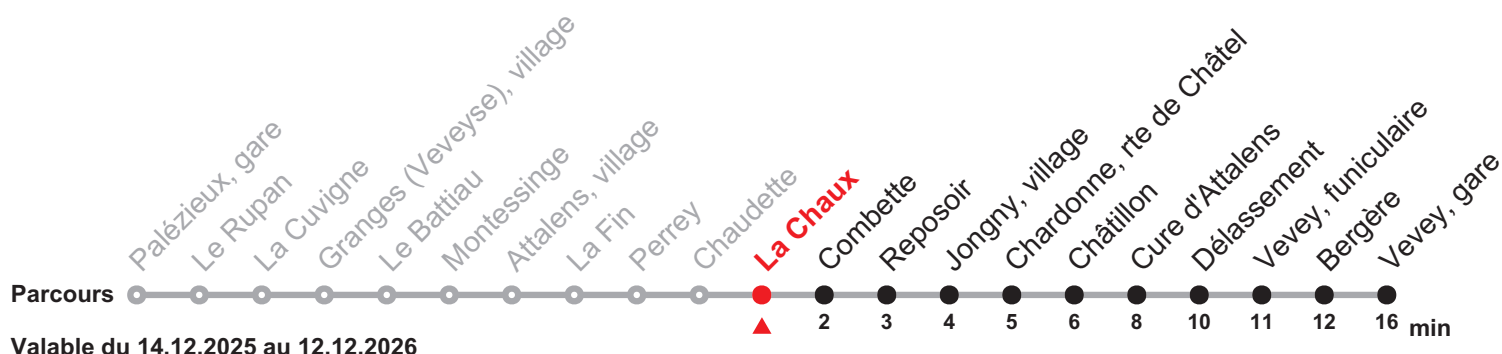 Palézieux, gare
Le Rupan
La Cuvigne
Granges (Veveyse), village
Le Battiau
Montessinge
Attalens, village
La Fin
Perrey
Chaudette
La Chaux
Combette
Reposoir
Jongny, village
Chardonne, rte de Châtel
Châtillon
Cure d'Attalens
Délassement
Vevey, funiculaire
Bergère
Vevey, gare
Parcours
2 3 4 5 6 8 10 11 12 16 min
Valable du 14.12.2025 au 12.12.2026